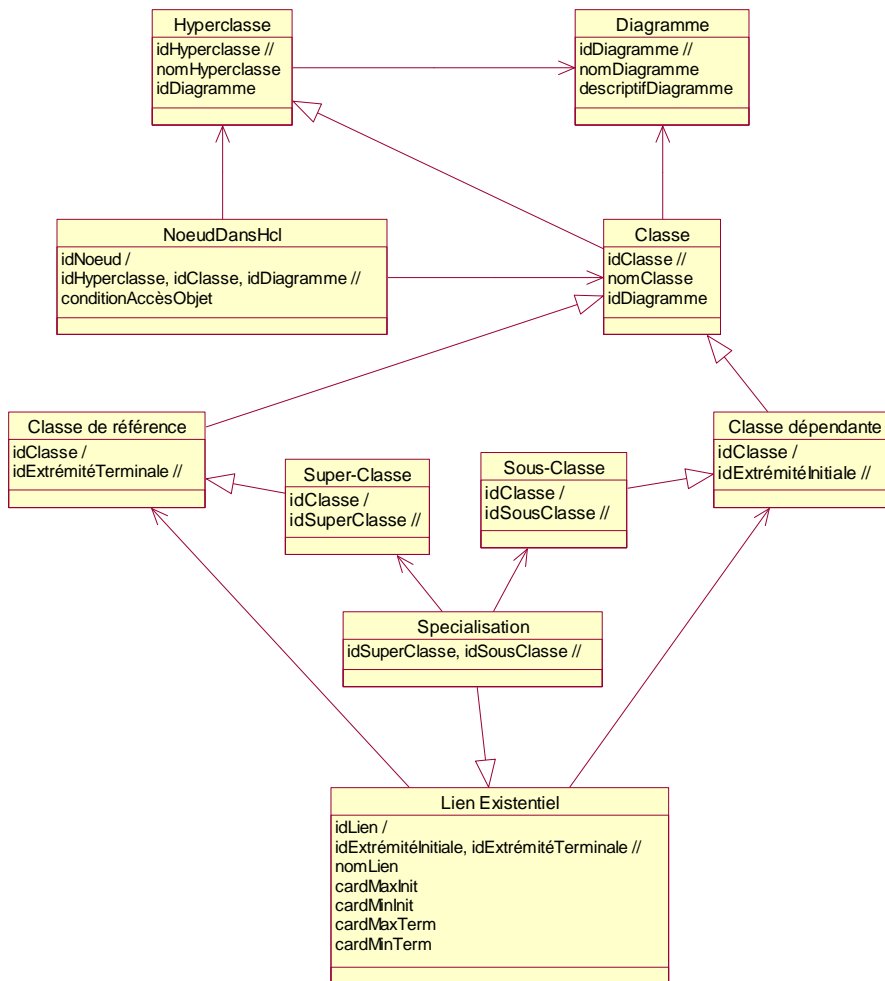 Hyperclasse
idHyperclasse //
nomHyperclasse
idDiagramme
Diagramme
idDiagramme //
nomDiagramme
descriptifDiagramme
NoeudDansHcl
idNoeud /
idHyperclasse, idClasse, idDiagramme //
conditionAccèsObjet
Classe
idClasse //
nomClasse
idDiagramme
Classe de référence
idClasse /
idExtrémitéTerminale //
Super-Classe
idClasse /
idSuperClasse //
Sous-Classe
idClasse /
idSousClasse //
Classe dépendante
idClasse /
idExtrémitéInitiale //
Specialisation
idSuperClasse, idSousClasse //
Lien Existentiel
idLien /
idExtrémitéInitiale, idExtrémitéTerminale //
nomLien
cardMaxInit
cardMinInit
cardMaxTerm
cardMinTerm